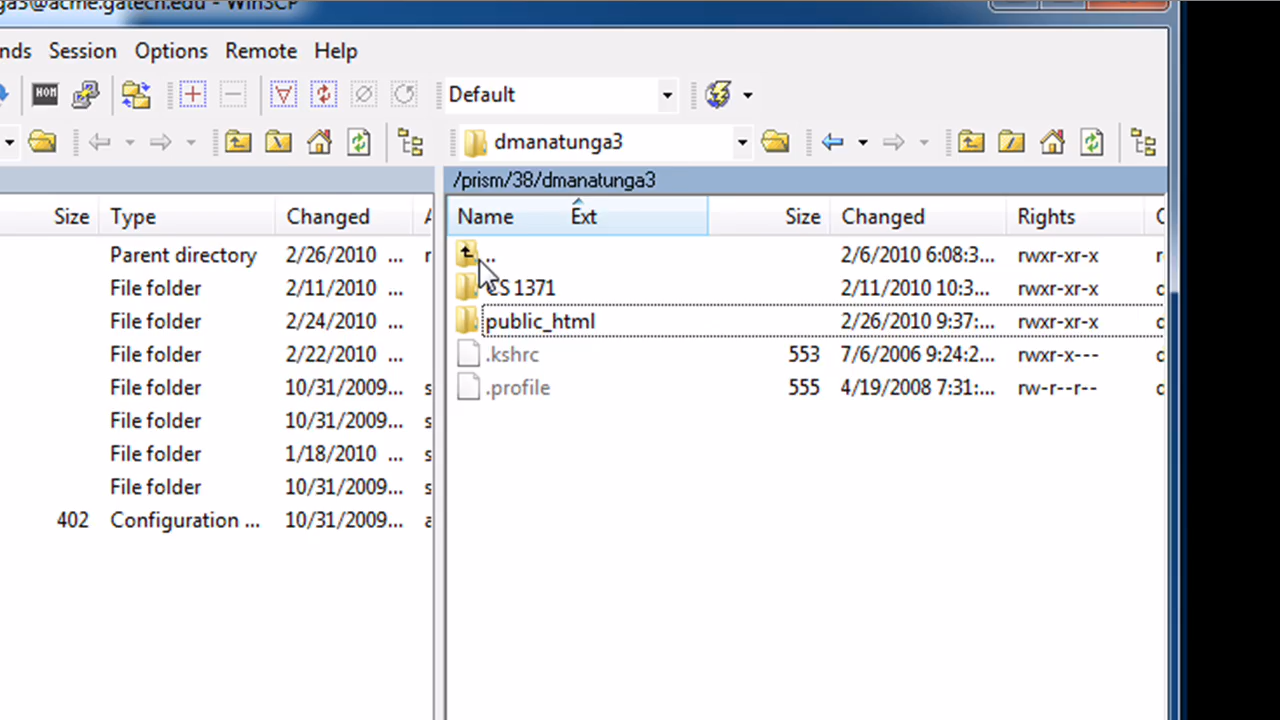 ga3@acme.gatech.edu - WinSCP
nds Session Options Remote Help
Default
dmanatunga3
/prism/38/dmanatunga3
Size Type Changed A Name Ext Size Changed Rights
Parent directory 2/26/2010 ... .. 2/6/2010 6:08:3... rwxr-xr-x
File folder 2/11/2010 ... CS 1371 2/11/2010 10:3... rwxr-xr-x
File folder 2/24/2010 ... public_html 2/26/2010 9:37:... rwxr-xr-x
File folder 2/22/2010 ... .kshrc 553 7/6/2006 9:24:2... rwxr-x---
File folder 10/31/2009... s .profile 555 4/19/2008 7:31:... rw-r--r--
File folder 10/31/2009... s
File folder 1/18/2010 ... s
File folder 10/31/2009... s
402 Configuration ... 10/31/2009... a